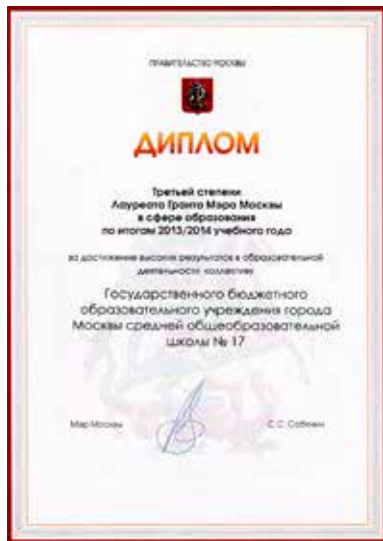 ПРАВИТЕЛЬСТВО МОСКВЫ
ДИПЛОМ
Третьей степени
Лауреата Гранта Мэра Москвы
в сфере образования
по итогам 2013/2014 учебного года
за достижение высоких результатов в образовательной
деятельности коллективу
Государственного бюджетного
образовательного учреждения города
Москвы средней общеобразовательной
школы № 17
Мэр Москвы
С.С. Собянин